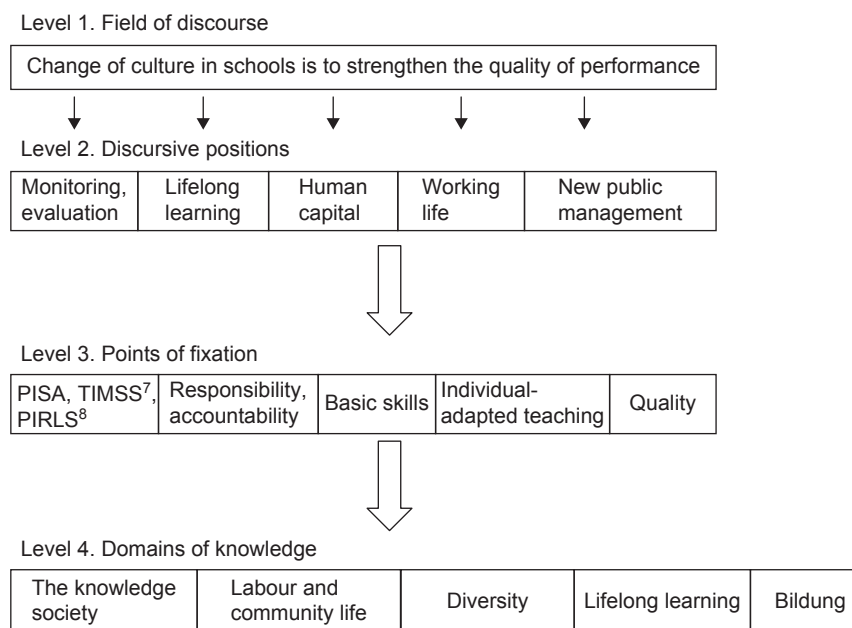 Level 1. Field of discourse
Change of culture in schools is to strengthen the quality of performance
Level 2. Discursive positions
Monitoring, evaluation
Lifelong learning
Human capital
Working life
New public management
Level 3. Points of fixation
PISA, TIMSS⁷, PIRLS⁸
Responsibility, accountability
Basic skills
Individual-adapted teaching
Quality
Level 4. Domains of knowledge
The knowledge society
Labour and community life
Diversity
Lifelong learning
Bildung